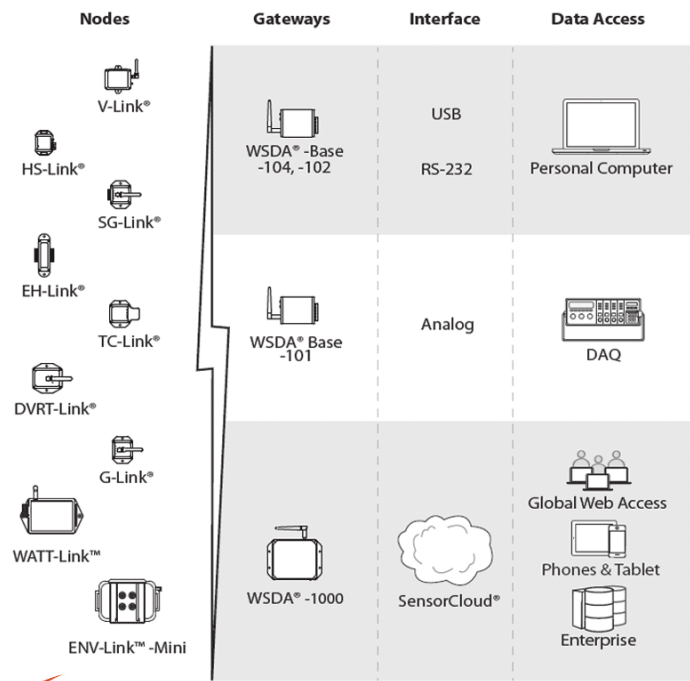 Nodes
Gateways
Interface
Data Access
V-Link®
HS-Link®
SG-Link®
EH-Link®
TC-Link®
DVRT-Link®
G-Link®
WATT-Link™
ENV-Link™ -Mini
WSDA® -Base
-104, -102
USB
RS-232
Personal Computer
WSDA® Base
-101
Analog
DAQ
WSDA® -1000
SensorCloud®
Global Web Access
Phones & Tablet
Enterprise